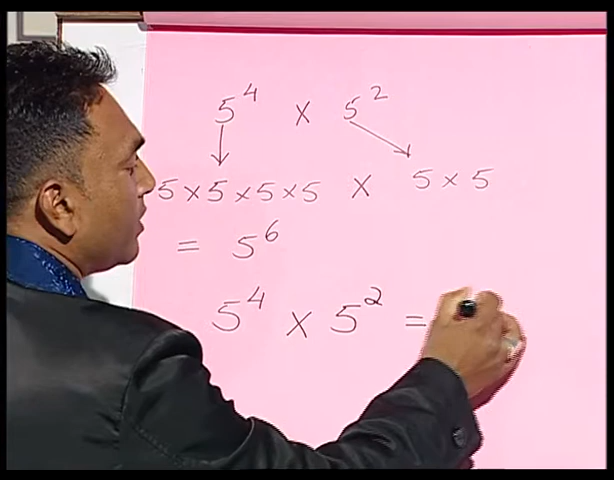 5⁴ × 5²
5×5×5×5 × 5×5
= 5⁶
5⁴ × 5² =